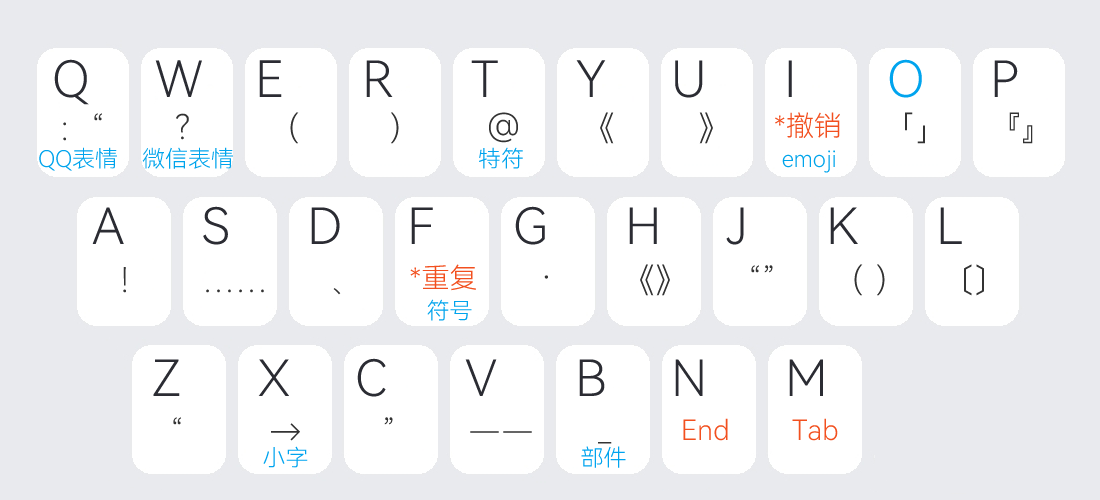 Q W E R T Y U I O P
：“ ？ （ ） @ 《 》 *撤销 「」 『』
QQ表情 微信表情 特符 emoji
A S D F G H J K L
！ …… 、 *重复 · 《》 “” （） 〔〕
符号
Z X C V B N M
“ → ” —— _ End Tab
小字 部件